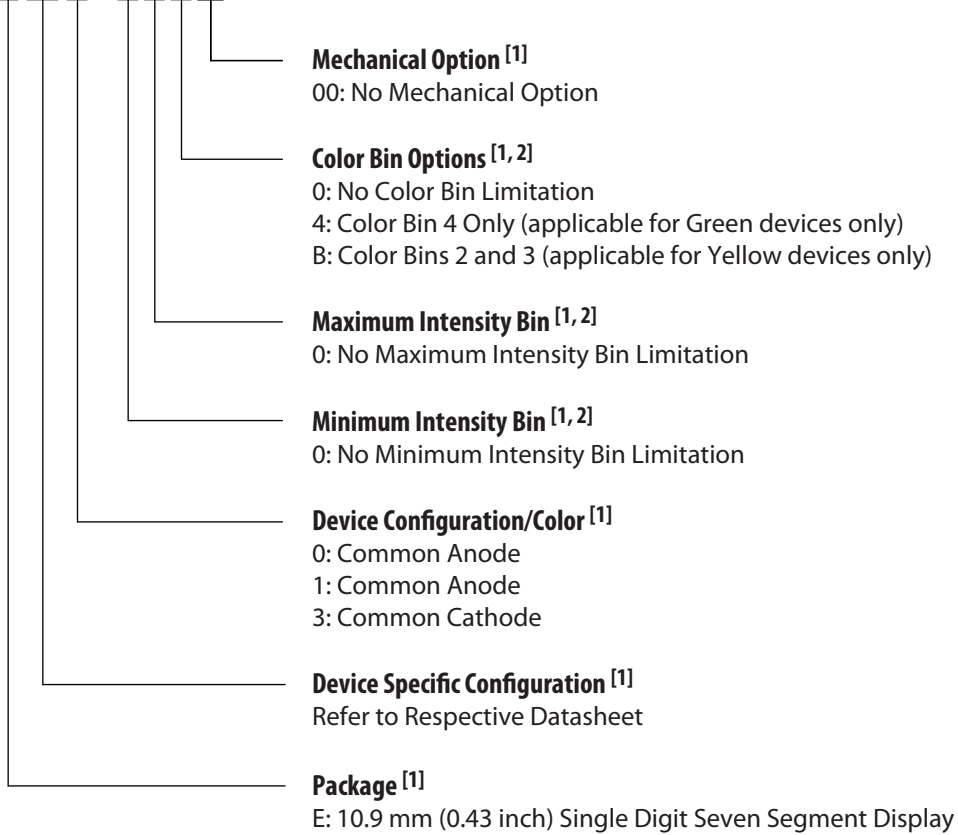 Mechanical Option [1]
00: No Mechanical Option
Color Bin Options [1, 2]
0: No Color Bin Limitation
4: Color Bin 4 Only (applicable for Green devices only)
B: Color Bins 2 and 3 (applicable for Yellow devices only)
Maximum Intensity Bin [1, 2]
0: No Maximum Intensity Bin Limitation
Minimum Intensity Bin [1, 2]
0: No Minimum Intensity Bin Limitation
Device Configuration/Color [1]
0: Common Anode
1: Common Anode
3: Common Cathode
Device Specific Configuration [1]
Refer to Respective Datasheet
Package [1]
E: 10.9 mm (0.43 inch) Single Digit Seven Segment Display